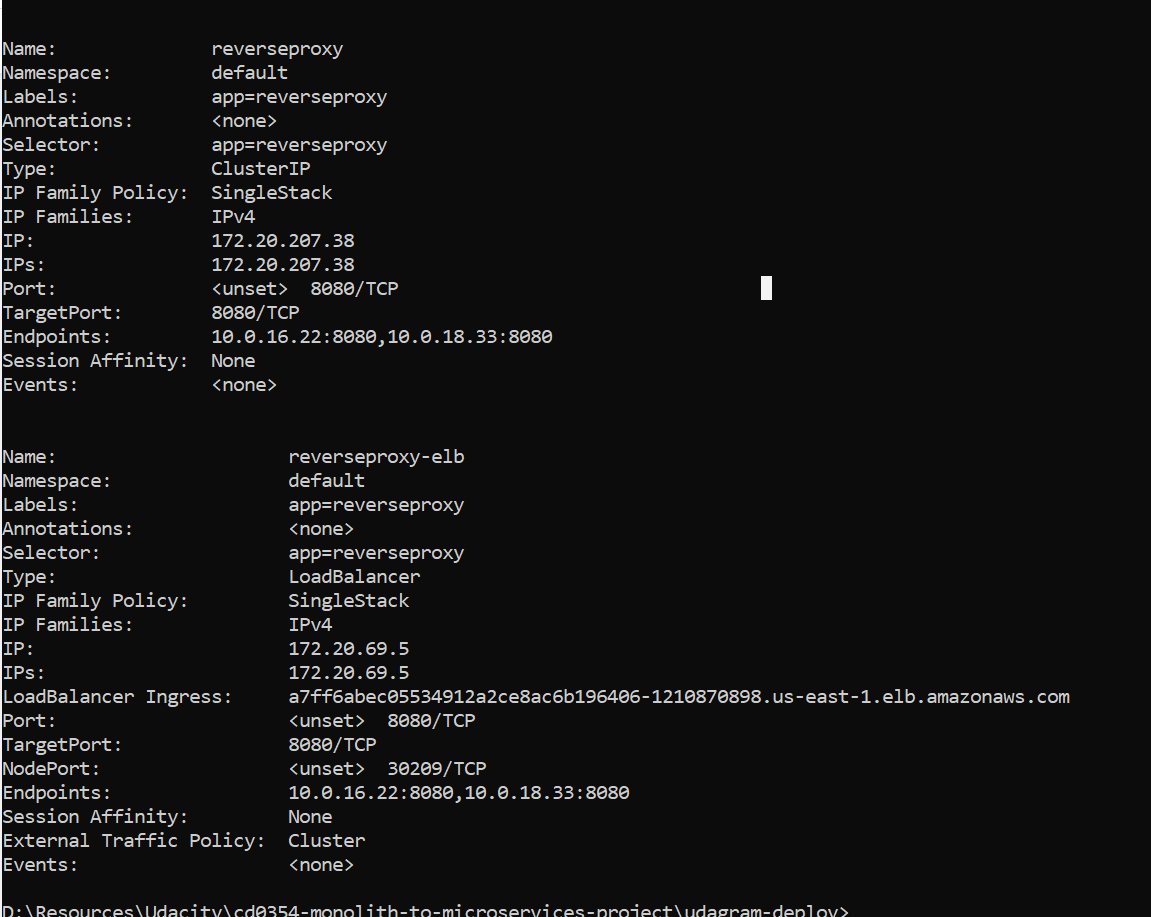 Name: reverseproxy
Namespace: default
Labels: app=reverseproxy
Annotations: <none>
Selector: app=reverseproxy
Type: ClusterIP
IP Family Policy: SingleStack
IP Families: IPv4
IP: 172.20.207.38
IPs: 172.20.207.38
Port: <unset> 8080/TCP
TargetPort: 8080/TCP
Endpoints: 10.0.16.22:8080,10.0.18.33:8080
Session Affinity: None
Events: <none>
Name: reverseproxy-elb
Namespace: default
Labels: app=reverseproxy
Annotations: <none>
Selector: app=reverseproxy
Type: LoadBalancer
IP Family Policy: SingleStack
IP Families: IPv4
IP: 172.20.69.5
IPs: 172.20.69.5
LoadBalancer Ingress: a7ff6abec05534912a2ce8ac6b196406-1210870898.us-east-1.elb.amazonaws.com
Port: <unset> 8080/TCP
TargetPort: 8080/TCP
NodePort: <unset> 30209/TCP
Endpoints: 10.0.16.22:8080,10.0.18.33:8080
Session Affinity: None
External Traffic Policy: Cluster
Events: <none>
D:\Resources\Udacity\cd0354-monolith-to-microservices-project\udagram-deploy>